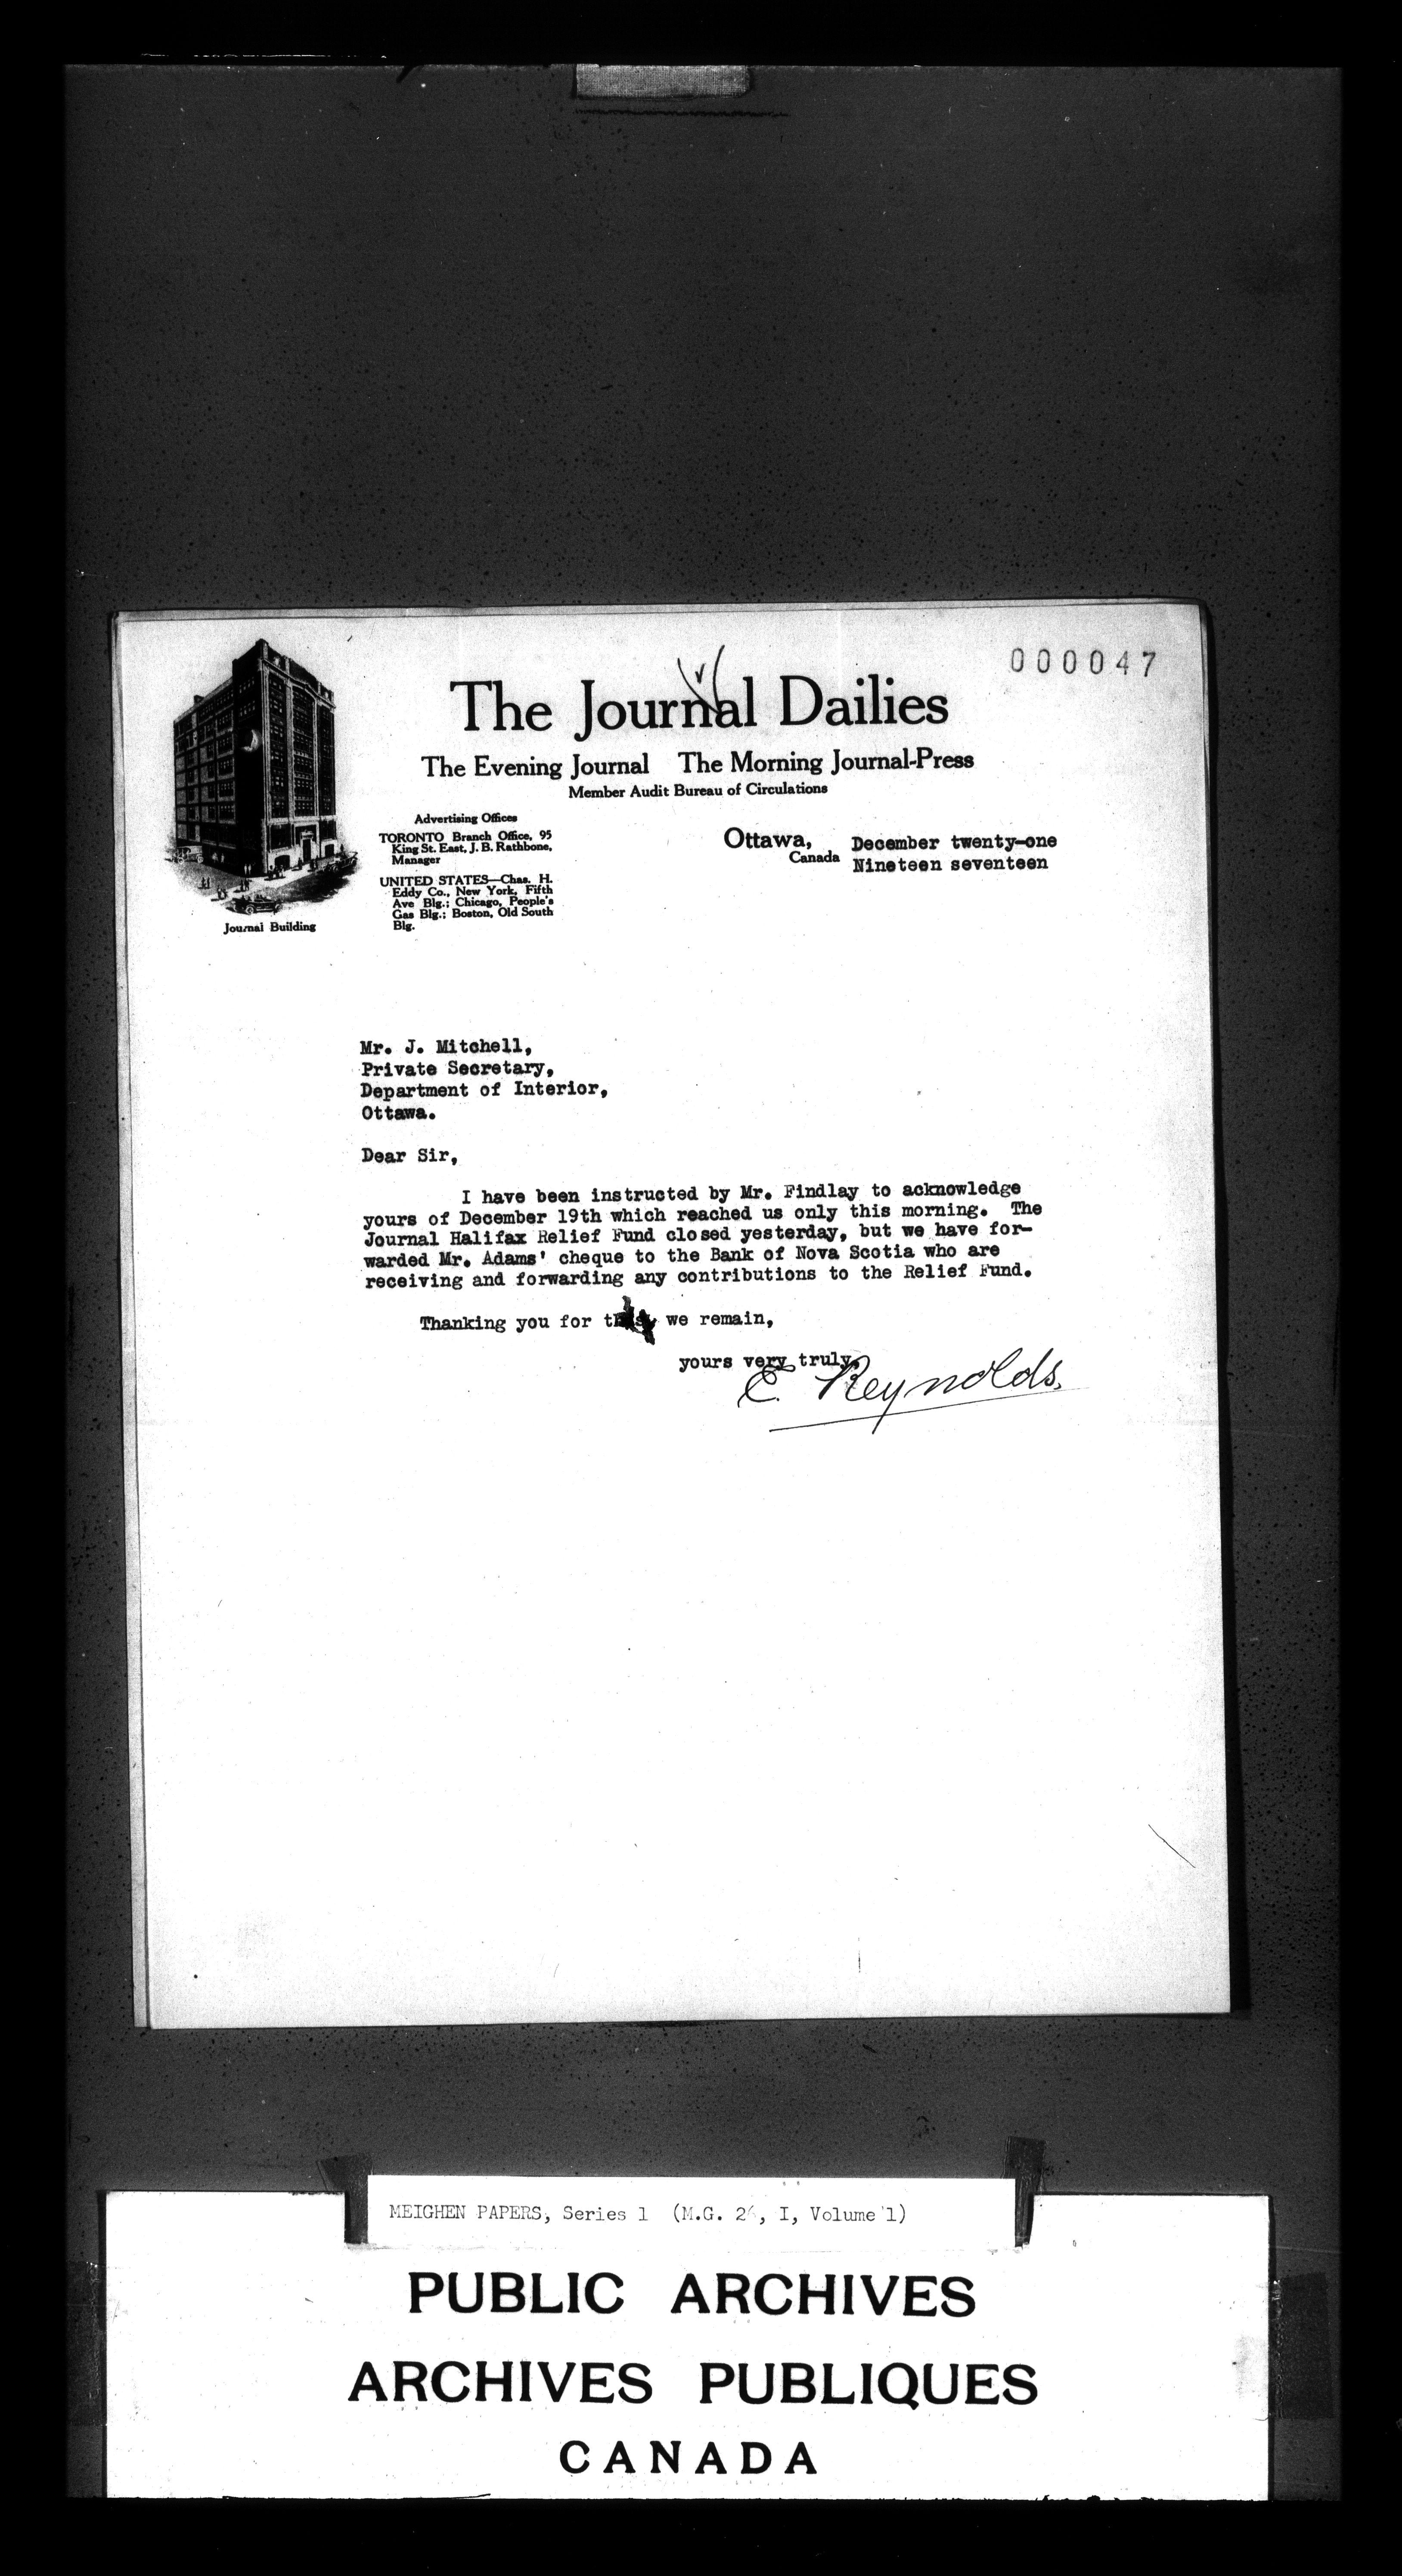 000047
The Journal Dailies
The Evening Journal The Morning Journal-Press
Member Audit Bureau of Circulations
Advertising Offices
TORONTO Branch Office, 95
King St. East, J. B. Rathbone,
Manager
UNITED STATES—Chas. H.
Eddy Co., New York, Fifth
Ave Blg.; Chicago, People's
Gas Blg.; Boston, Old South
Blg.
Journal Building
Ottawa,
Canada
December twenty-one
Nineteen seventeen
Mr. J. Mitchell,
Private Secretary,
Department of Interior,
Ottawa.
Dear Sir,
I have been instructed by Mr. Findlay to acknowledge
yours of December 19th which reached us only this morning. The
Journal Halifax Relief Fund closed yesterday, but we have for-
warded Mr. Adams' cheque to the Bank of Nova Scotia who are
receiving and forwarding any contributions to the Relief Fund.
Thanking you for this, we remain,
yours very truly,
E. Reynolds.
MEIGHEN PAPERS, Series 1 (M.G. 26, I, Volume 1)
PUBLIC ARCHIVES
ARCHIVES PUBLIQUES
CANADA